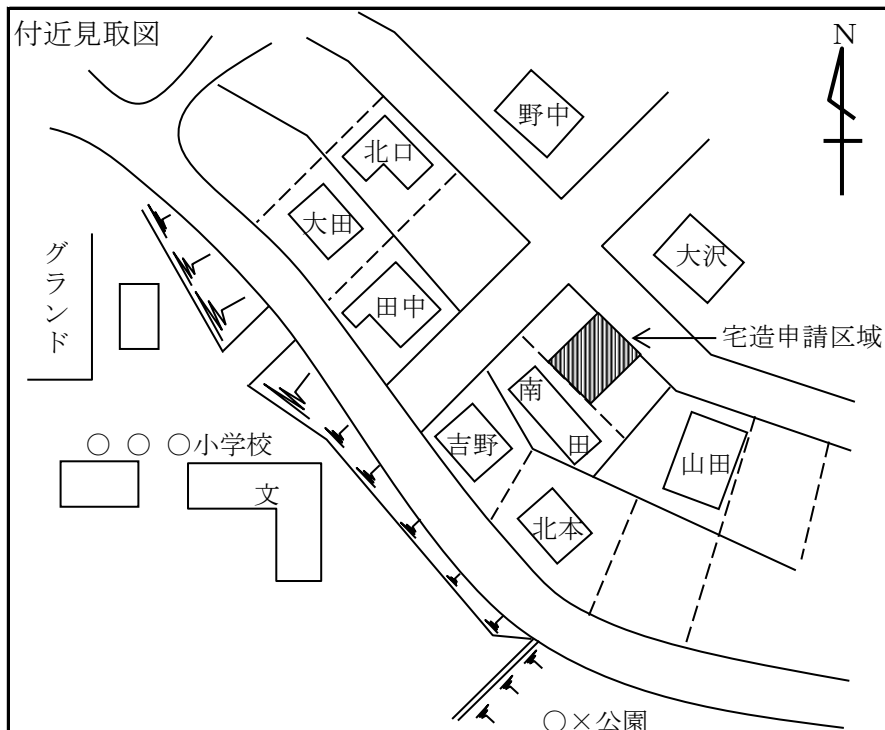 付近見取図
N
野中
北口
大沢
大田
グランド
田中
宅造申請区域
南田
吉野
○ ○ ○小学校
山田
文
北本
○×公園